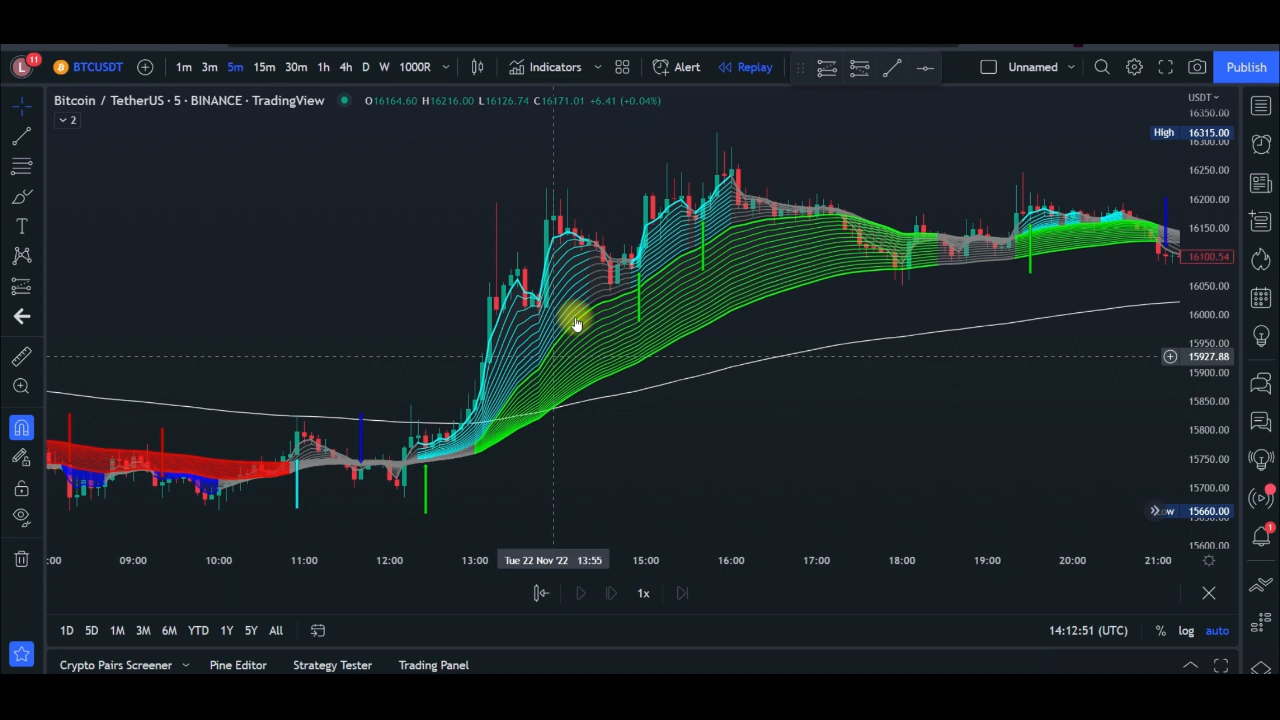 L 11 BTCUSDT 1m 3m 5m 15m 30m 1h 4h D W 1000R Indicators Alert Replay Unnamed Publish
Bitcoin / TetherUS · 5 · BINANCE · TradingView O16164.60 H16216.00 L16126.74 C16171.01 +6.41 (+0.04%) USDT
2
16350.00
High 16315.00
16300.00
16250.00
16200.00
16150.00
16100.54
16050.00
16000.00
15950.00
15927.88
15900.00
15850.00
15800.00
15750.00
15700.00
15660.00
15600.00
:00 09:00 10:00 11:00 12:00 13:00 Tue 22 Nov '22 13:55 15:00 16:00 17:00 18:00 19:00 20:00 21:00
1x
1D 5D 1M 3M 6M YTD 1Y 5Y All 14:12:51 (UTC) % log auto
1
Crypto Pairs Screener Pine Editor Strategy Tester Trading Panel